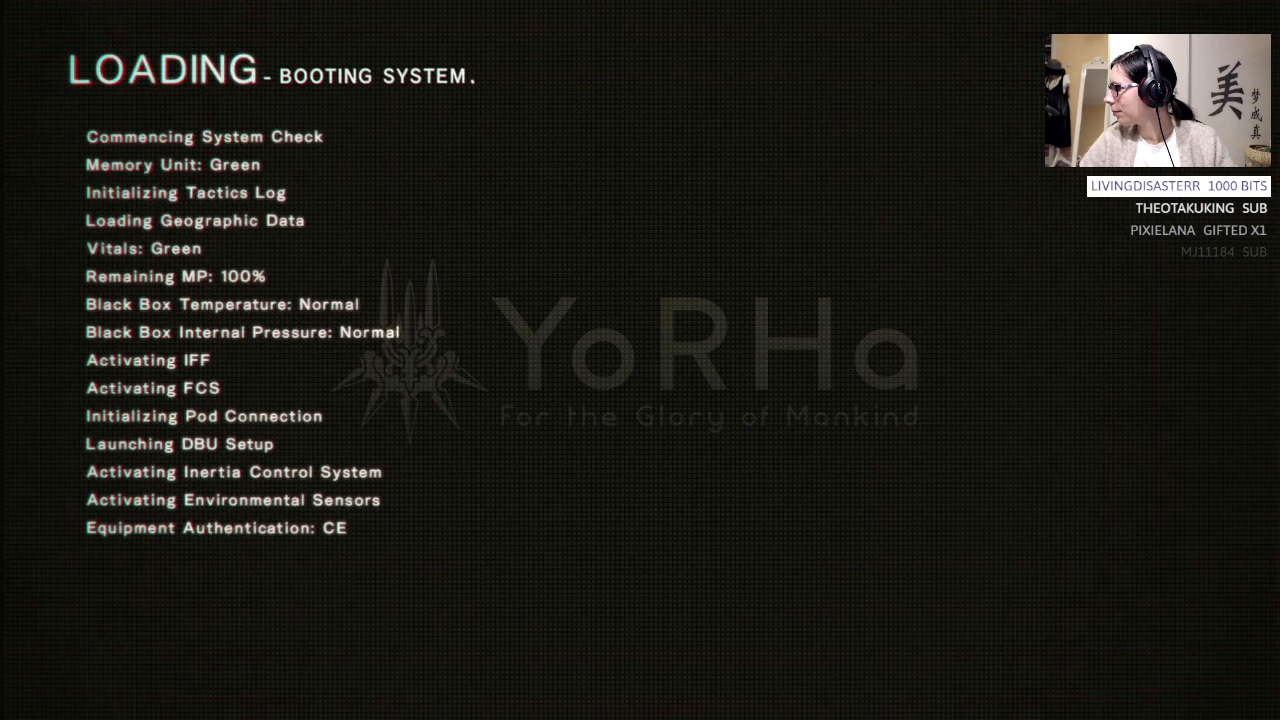 LOADING - BOOTING SYSTEM.
Commencing System Check
Memory Unit: Green
Initializing Tactics Log
Loading Geographic Data
Vitals: Green
Remaining MP: 100%
Black Box Temperature: Normal
Black Box Internal Pressure: Normal
Activating IFF
Activating FCS
Initializing Pod Connection
Launching DBU Setup
Activating Inertia Control System
Activating Environmental Sensors
Equipment Authentication: CE
YoRHa
For the Glory of Mankind
美
梦成真
LIVINGDISASTERR 1000 BITS
THEOTAKUKING SUB
PIXIELANA GIFTED X1
MJ11184 SUB